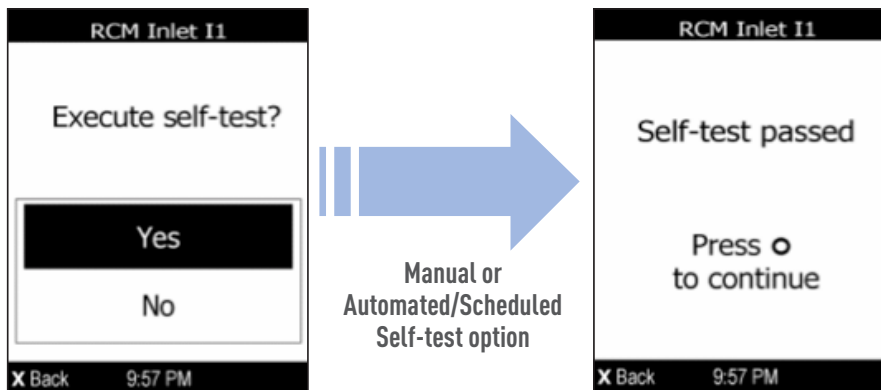 RCM Inlet I1
Execute self-test?
Yes
No
X Back 9:57 PM
Manual or
Automated/Scheduled
Self-test option
RCM Inlet I1
Self-test passed
Press O
to continue
X Back 9:57 PM